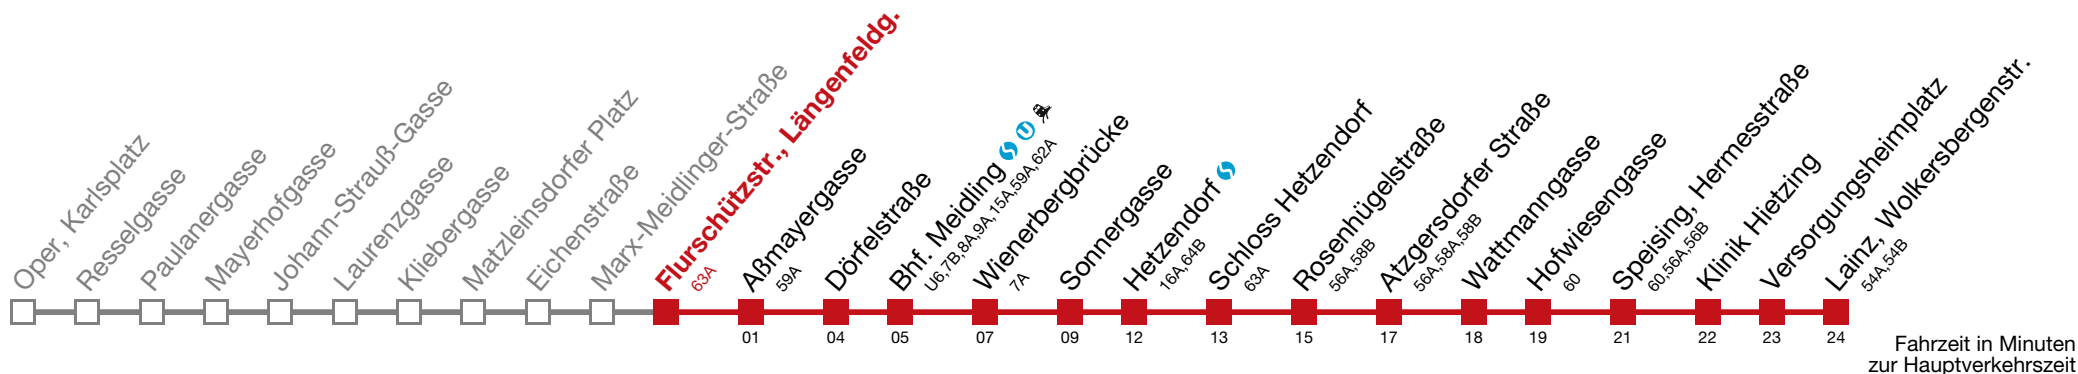 Oper, Karlsplatz
Resselgasse
Paulanergasse
Mayerhofgasse
Johann-Strauß-Gasse
Laurenzgasse
Kliebergasse
Matzleinsdorfer Platz
Eichenstraße
Marx-Meidlinger-Straße
Flurschützstr., Längenfeldg.
63A
Aßmayergasse
59A
01
Dörfelstraße
04
Bhf. Meidling
U6,7B,8A,9A,15A,59A,62A
05
Wienerbergbrücke
7A
07
Sonnergasse
09
Hetzendorf
16A,64B
12
Schloss Hetzendorf
63A
13
Rosenhügelstraße
56A,58B
15
Atzgersdorfer Straße
56A,58A,58B
17
Wattmanngasse
18
Hofwiesengasse
60
19
Speising, Hermesstraße
60,56A,56B
21
Klinik Hietzing
22
Versorgungsheimplatz
23
Lainz, Wolkersbergenstr.
54A,54B
24
Fahrzeit in Minuten
zur Hauptverkehrszeit